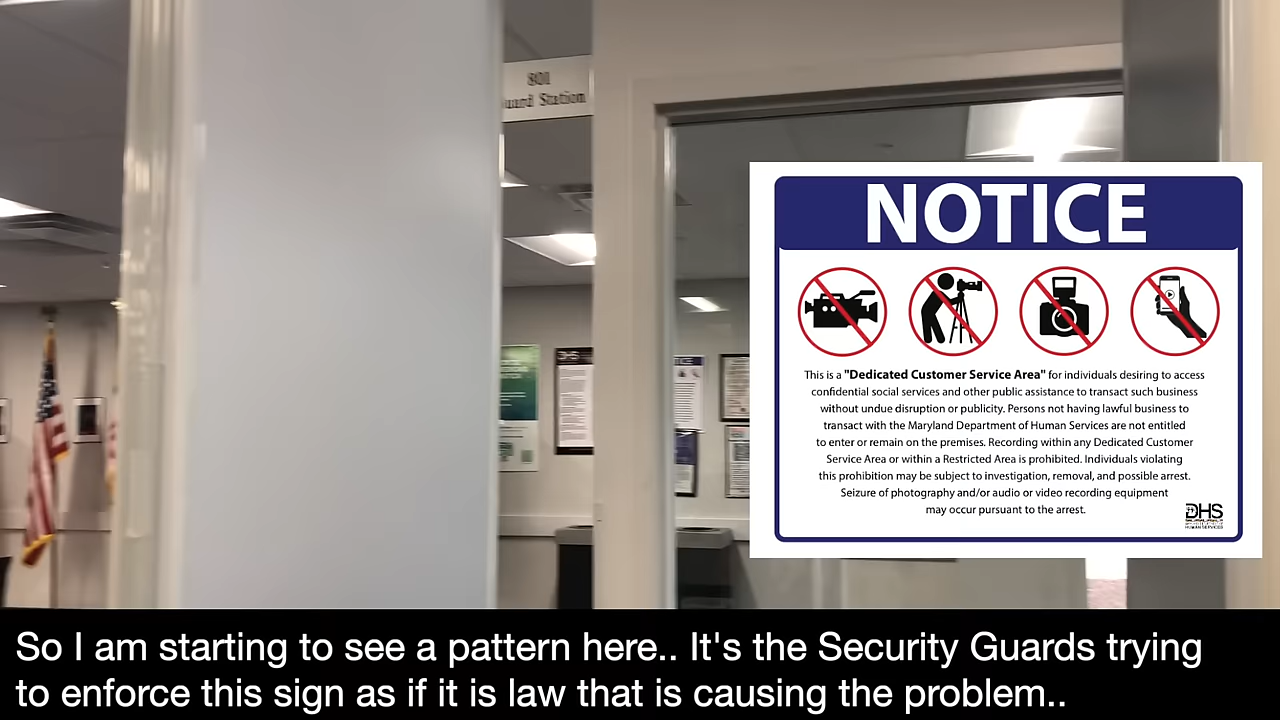 801
uard Station
DHS
NOTICE
This is a "Dedicated Customer Service Area" for individuals desiring to access
confidential social services and other public assistance to transact such business
without undue disruption or publicity. Persons not having lawful business to
transact with the Maryland Department of Human Services are not entitled
to enter or remain on the premises. Recording within any Dedicated Customer
Service Area or within a Restricted Area is prohibited. Individuals violating
this prohibition may be subject to investigation, removal, and possible arrest.
Seizure of photography and/or audio or video recording equipment
may occur pursuant to the arrest.
DHS
So I am starting to see a pattern here.. It's the Security Guards trying
to enforce this sign as if it is law that is causing the problem..